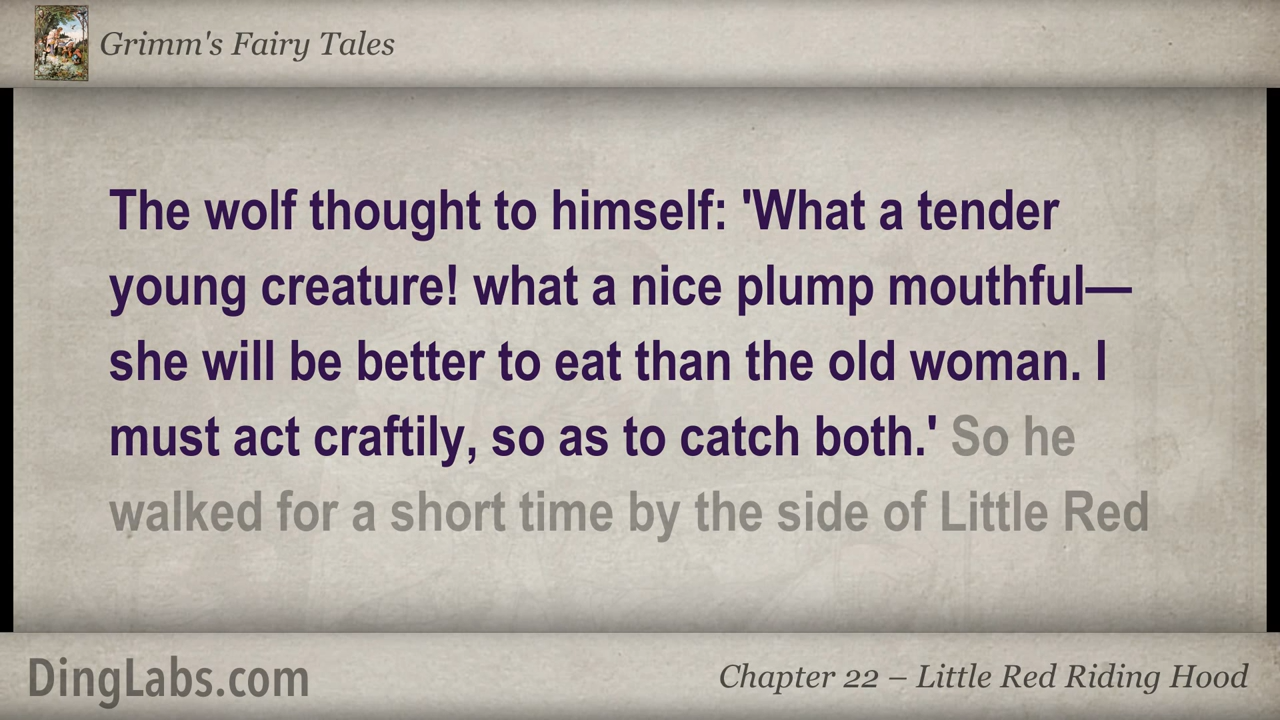 Grimm's Fairy Tales
The wolf thought to himself: 'What a tender
young creature! what a nice plump mouthful—
she will be better to eat than the old woman. I
must act craftily, so as to catch both.' So he
walked for a short time by the side of Little Red
DingLabs.com
Chapter 22 – Little Red Riding Hood